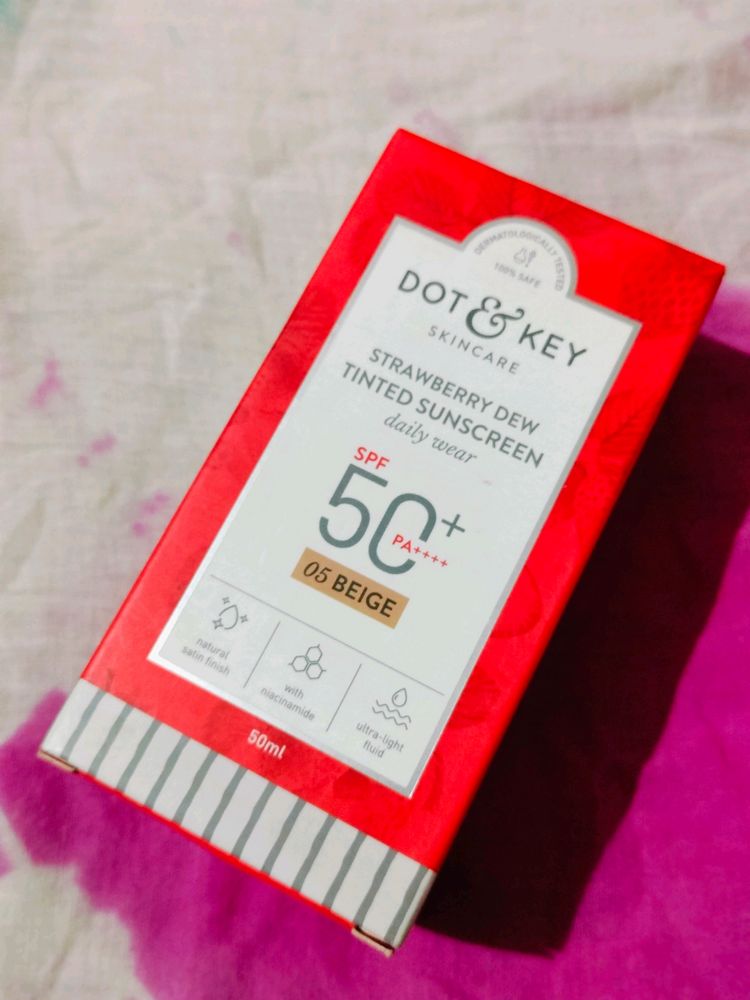 DERMATOLOGICALLY TESTED
100% SAFE
DOT & KEY
SKINCARE
STRAWBERRY DEW
TINTED SUNSCREEN
daily wear
SPF
50+
PA++++
05 BEIGE
natural
satin finish
with
niacinamide
ultra-light
fluid
50ml